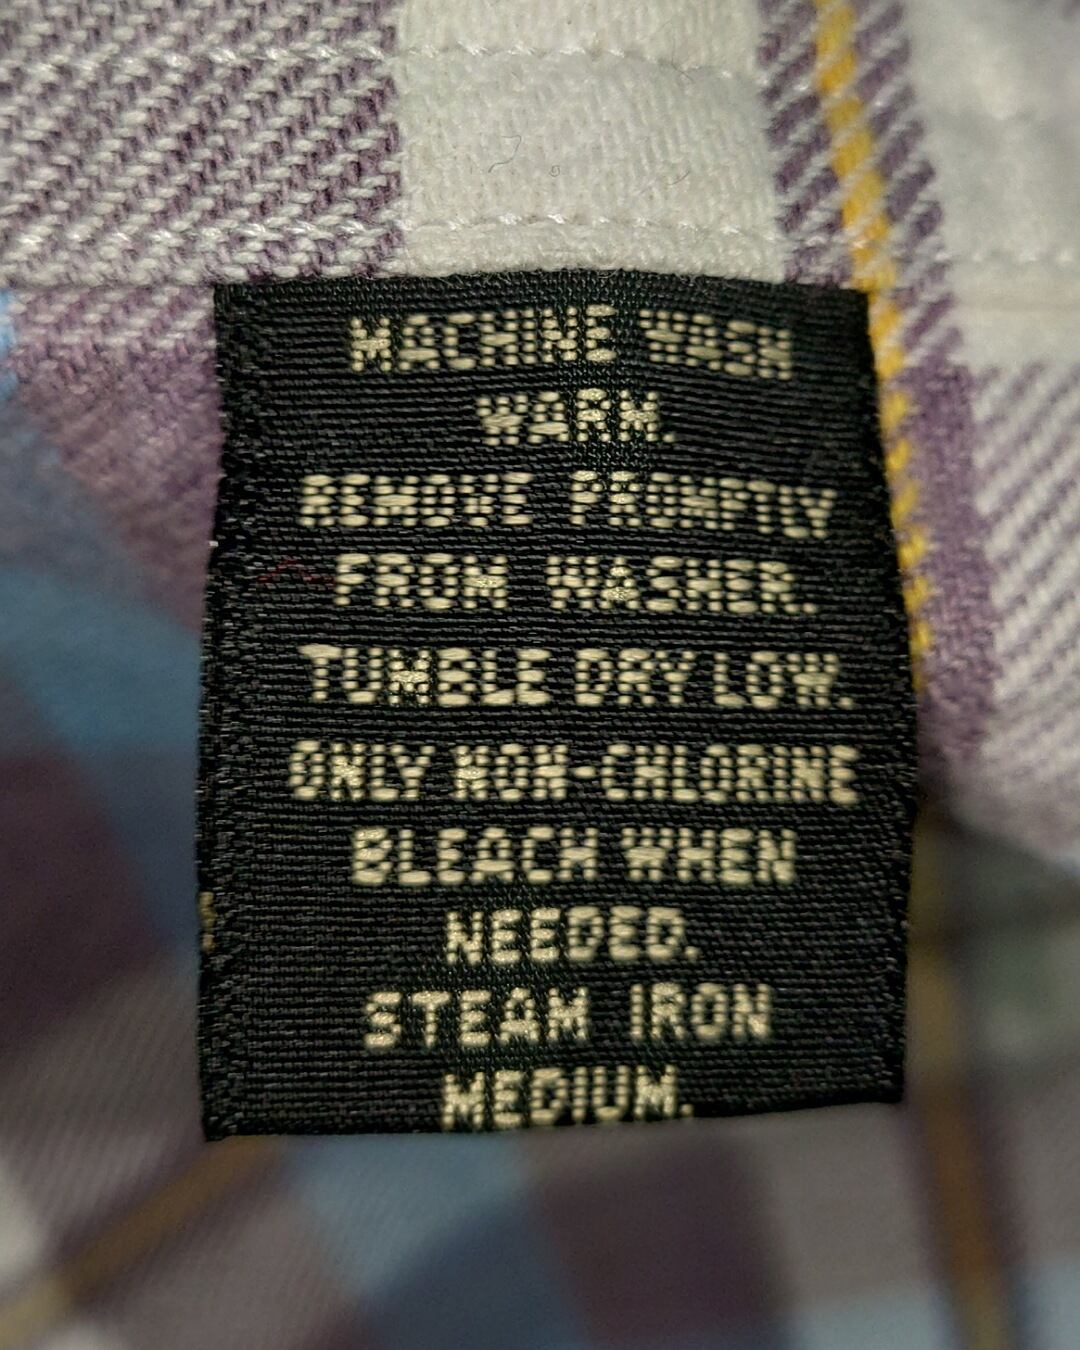 MACHINE WASH
WARM.
REMOVE PROMPTLY
FROM WASHER.
TUMBLE DRY LOW.
ONLY NON-CHLORINE
BLEACH WHEN
NEEDED.
STEAM IRON
MEDIUM.